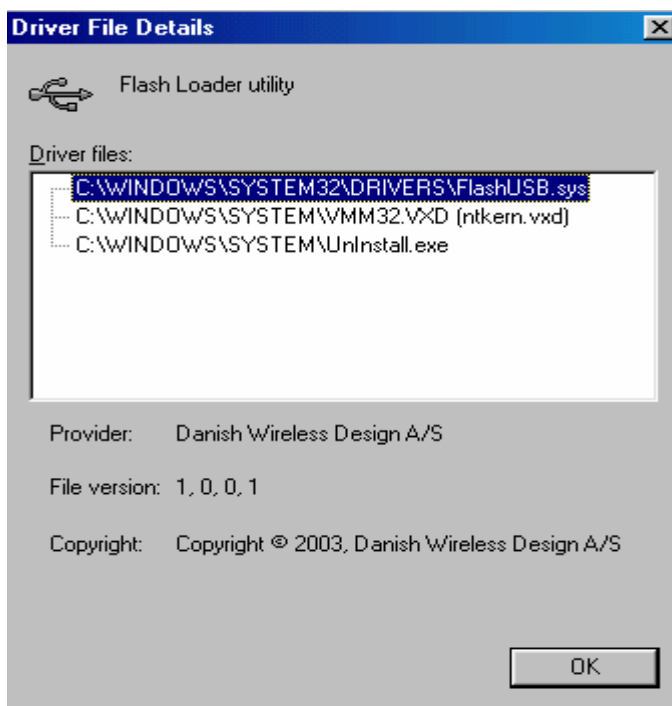 Driver File Details
Flash Loader utility
Driver files:
C:\WINDOWS\SYSTEM32\DRIVERS\FlashUSB.sys
C:\WINDOWS\SYSTEM\VMM32.VXD (ntkern.vxd)
C:\WINDOWS\SYSTEM\UnInstall.exe
Provider: Danish Wireless Design A/S
File version: 1, 0, 0, 1
Copyright: Copyright © 2003, Danish Wireless Design A/S
OK